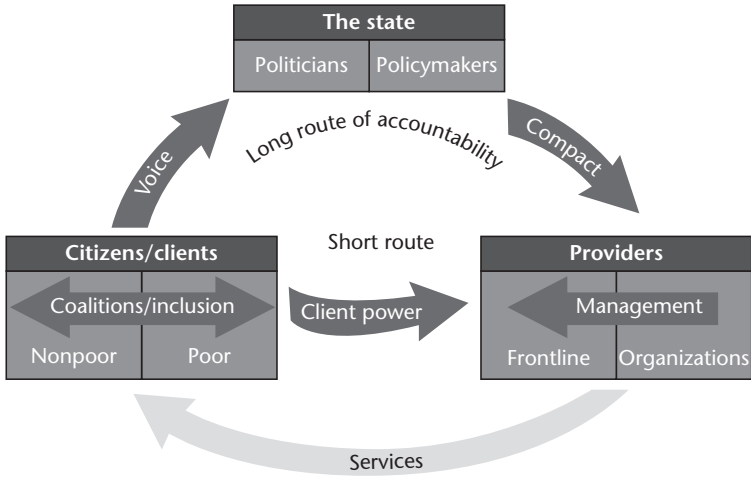 The state
Politicians Policymakers
Long route of accountability
Voice
Compact
Short route
Citizens/clients
Coalitions/inclusion
Nonpoor Poor
Client power
Providers
Management
Frontline Organizations
Services